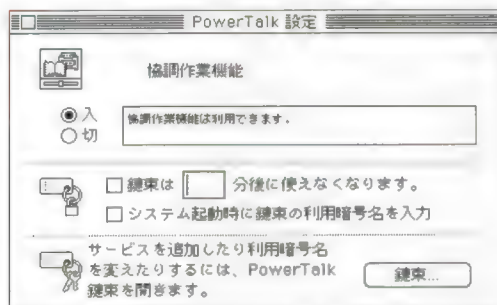 PowerTalk 設定
協調作業機能
入
切
協調作業機能は利用できます.
鍵束は 分後に使えなくなります。
システム起動時に鍵束の利用暗号名を入力
サービスを追加したり利用暗号名
を変えたりするには、PowerTalk
鍵束を開きます。
鍵束...